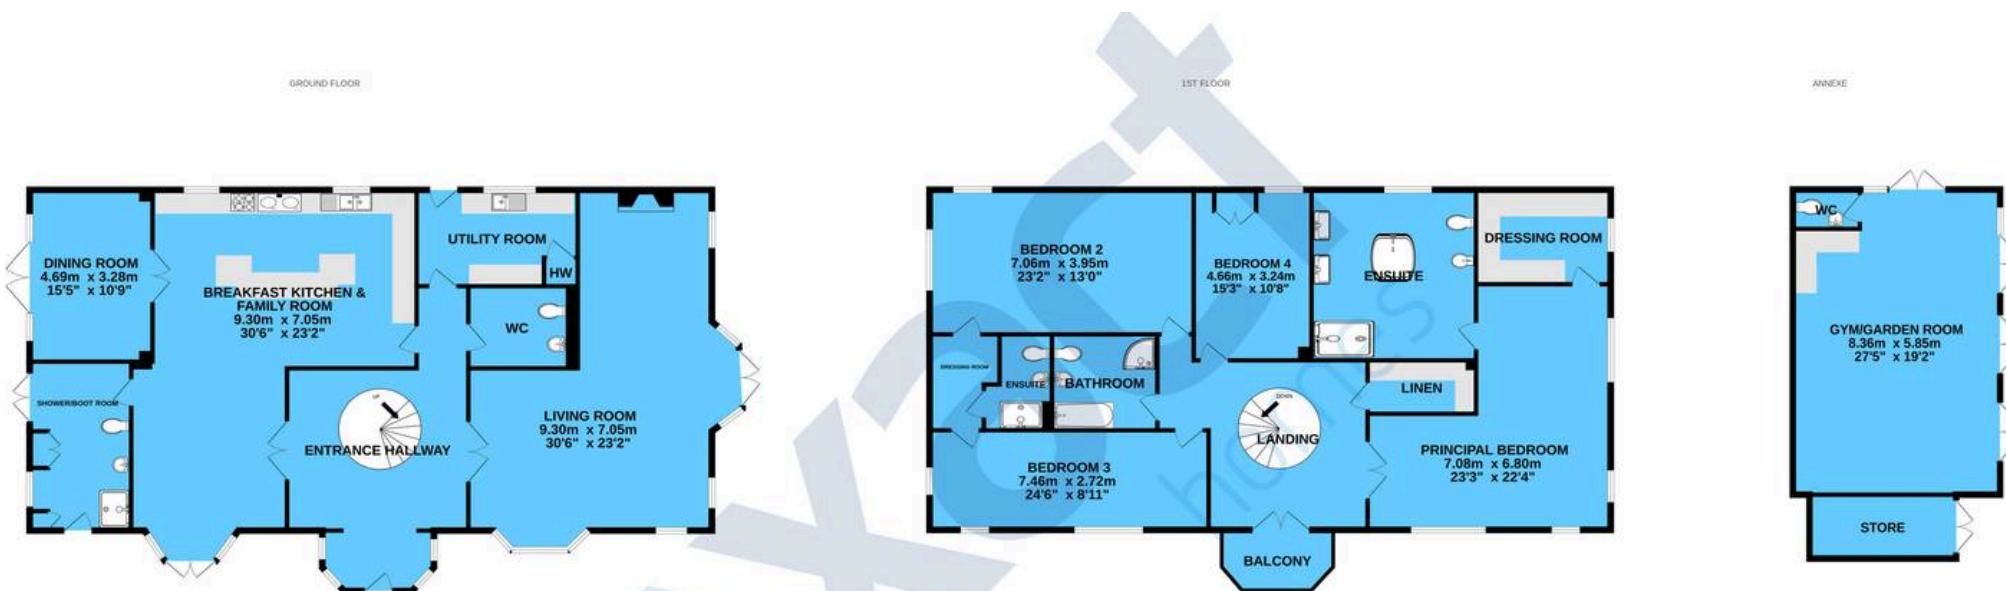 GROUND FLOOR
DINING ROOM
4.69m x 3.28m
15'5" x 10'9"
BREAKFAST KITCHEN &
FAMILY ROOM
9.30m x 7.05m
30'6" x 23'2"
UTILITY ROOM
HW
WC
SHOWER/BOOT ROOM
UP
ENTRANCE HALLWAY
LIVING ROOM
9.30m x 7.05m
30'6" x 23'2"
1ST FLOOR
BEDROOM 2
7.06m x 3.95m
23'2" x 13'0"
BEDROOM 4
4.66m x 3.24m
15'3" x 10'8"
ENSUITE
DRESSING ROOM
DRESSING ROOM
ENSUITE
BATHROOM
LINEN
DOWN
LANDING
BEDROOM 3
7.46m x 2.72m
24'6" x 8'11"
PRINCIPAL BEDROOM
7.08m x 6.80m
23'3" x 22'4"
BALCONY
ANNEXE
WC
GYM/GARDEN ROOM
8.36m x 5.85m
27'5" x 19'2"
STORE
xact
homes